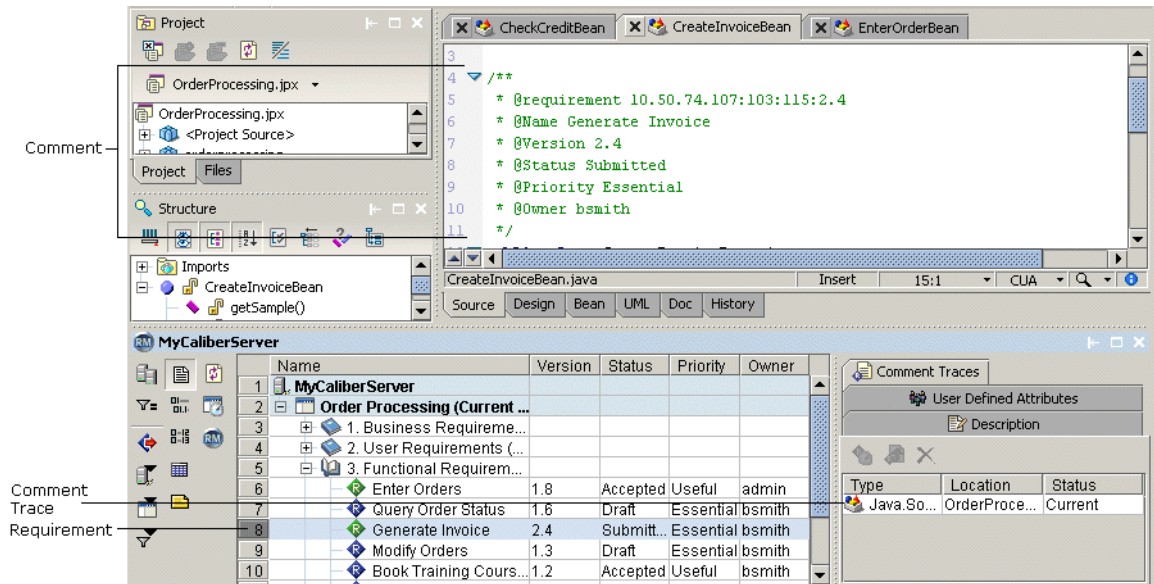 Project
CheckCreditBean
CreateInvoiceBean
EnterOrderBean
OrderProcessing.jpx
OrderProcessing.jpx
<Project Source>
Project
Files
Comment
3
4 /**
5 * @requirement 10.50.74.107:103:115:2.4
6 * @Name Generate Invoice
7 * @Version 2.4
8 * @Status Submitted
9 * @Priority Essential
10 * @Owner bsmith
11 */
Structure
Imports
CreateInvoiceBean
getSample()
CreateInvoiceBean.java
Insert
15:1
CUA
Source
Design
Bean
UML
Doc
History
RM MyCaliberServer
Name Version Status Priority Owner
1 MyCaliberServer
2 Order Processing (Current ...
3 1. Business Requireme...
4 2. User Requirements (...
5 3. Functional Requirem...
6 Enter Orders 1.8 Accepted Useful admin
7 Query Order Status 1.6 Draft Essential bsmith
8 Generate Invoice 2.4 Submitt... Essential bsmith
9 Modify Orders 1.3 Draft Essential bsmith
10 Book Training Cours... 1.2 Accepted Useful bsmith
Comment
Trace
Requirement
Comment Traces
User Defined Attributes
Description
Type Location Status
Java.So... OrderProce... Current